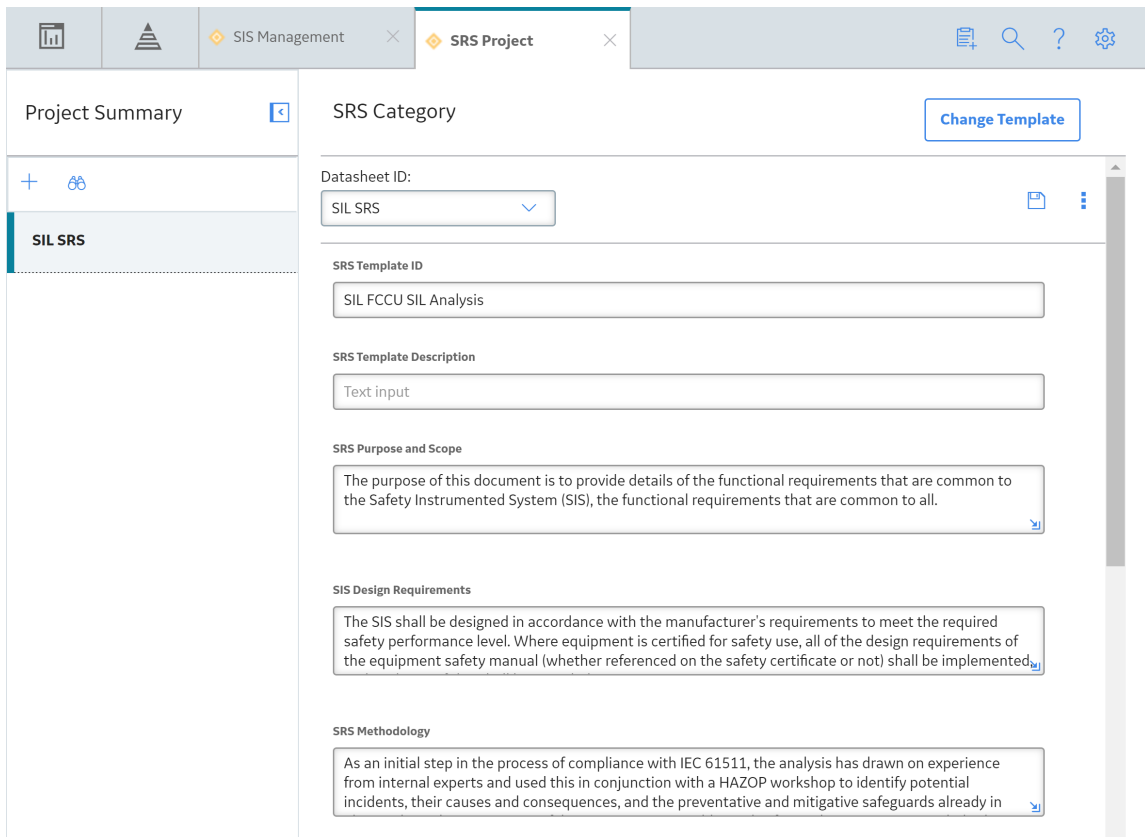 SIS Management
SRS Project
Project Summary
SRS Category
Change Template
Datasheet ID:
SIL SRS
SIL SRS
SRS Template ID
SIL FCCU SIL Analysis
SRS Template Description
Text input
SRS Purpose and Scope
The purpose of this document is to provide details of the functional requirements that are common to
the Safety Instrumented System (SIS), the functional requirements that are common to all.
SIS Design Requirements
The SIS shall be designed in accordance with the manufacturer's requirements to meet the required
safety performance level. Where equipment is certified for safety use, all of the design requirements of
the equipment safety manual (whether referenced on the safety certificate or not) shall be implemented
SRS Methodology
As an initial step in the process of compliance with IEC 61511, the analysis has drawn on experience
from internal experts and used this in conjunction with a HAZOP workshop to identify potential
incidents, their causes and consequences, and the preventative and mitigative safeguards already in